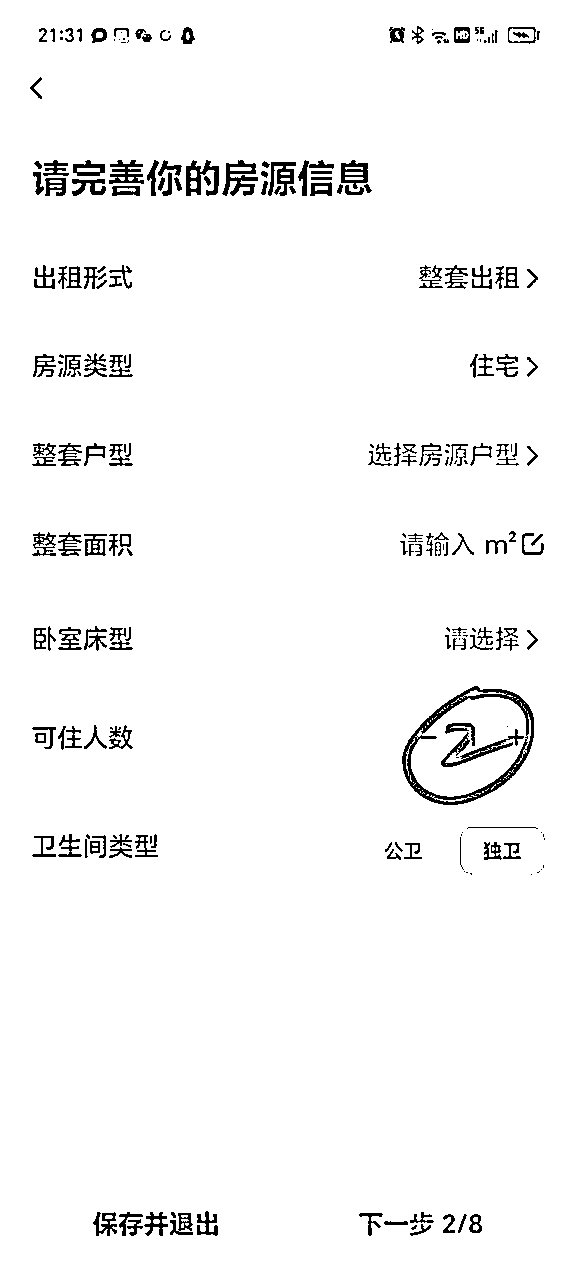 21:31
请完善你的房源信息
出租形式 整套出租
房源类型 住宅
整套户型 选择房源户型
整套面积 请输入 m²
卧室床型 请选择
可住人数 - 2 +
卫生间类型 公卫 独卫
保存并退出 下一步 2/8